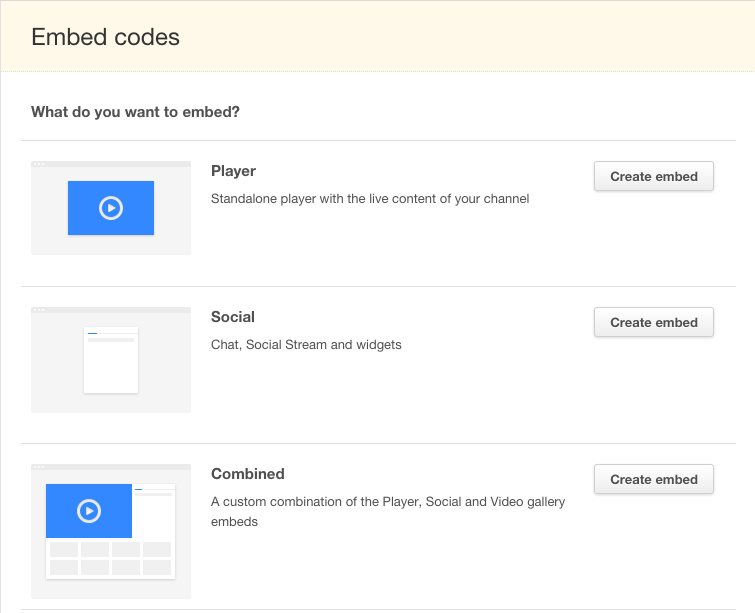 Embed codes
What do you want to embed?
Player
Create embed
Standalone player with the live content of your channel
Social
Create embed
Chat, Social Stream and widgets
Combined
Create embed
A custom combination of the Player, Social and Video gallery
embeds